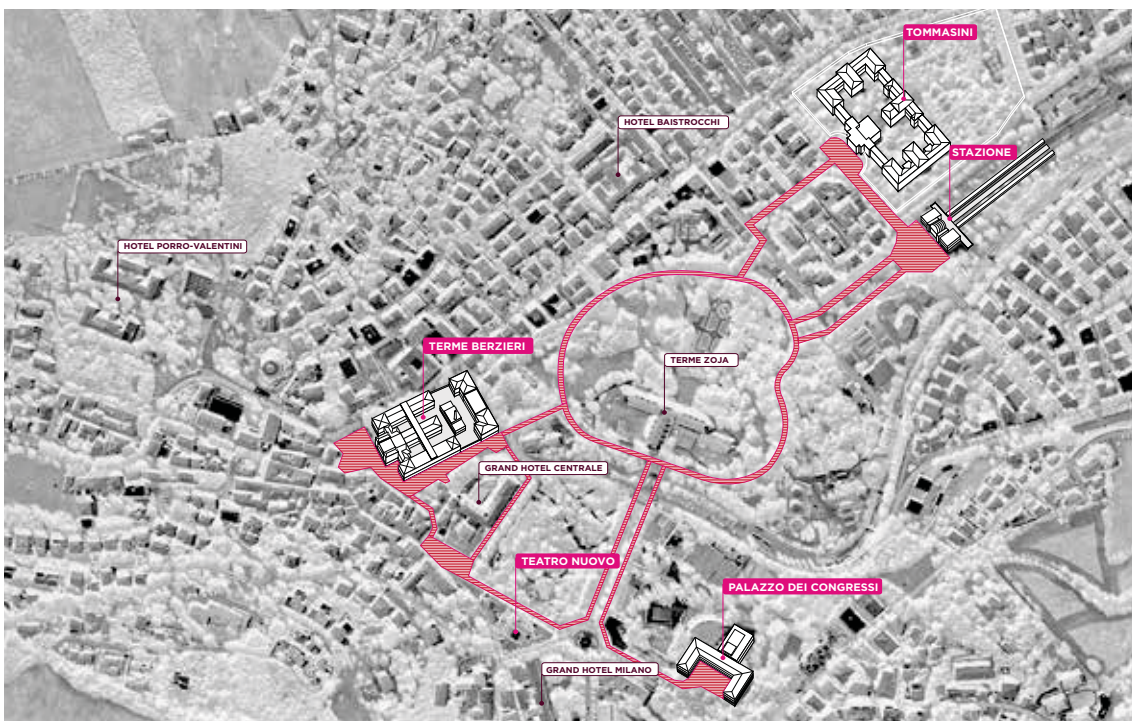 TOMMASINI
HOTEL BAISTROCCHI
STAZIONE
HOTEL PORRO-VALENTINI
TERME BERZIERI
TERME ZOJA
GRAND HOTEL CENTRALE
TEATRO NUOVO
PALAZZO DEI CONGRESSI
GRAND HOTEL MILANO